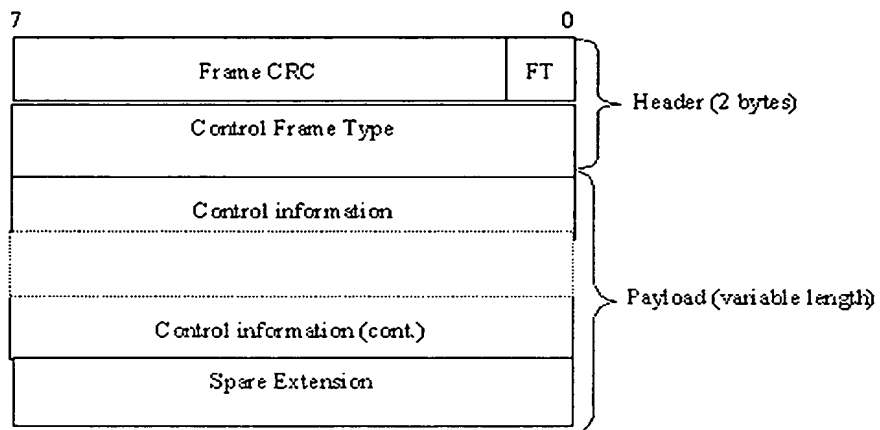 7 0
Frame CRC FT
Header (2 bytes)
Control Frame Type
Control information
Payload (variable length)
Control information (cont.)
Spare Extension